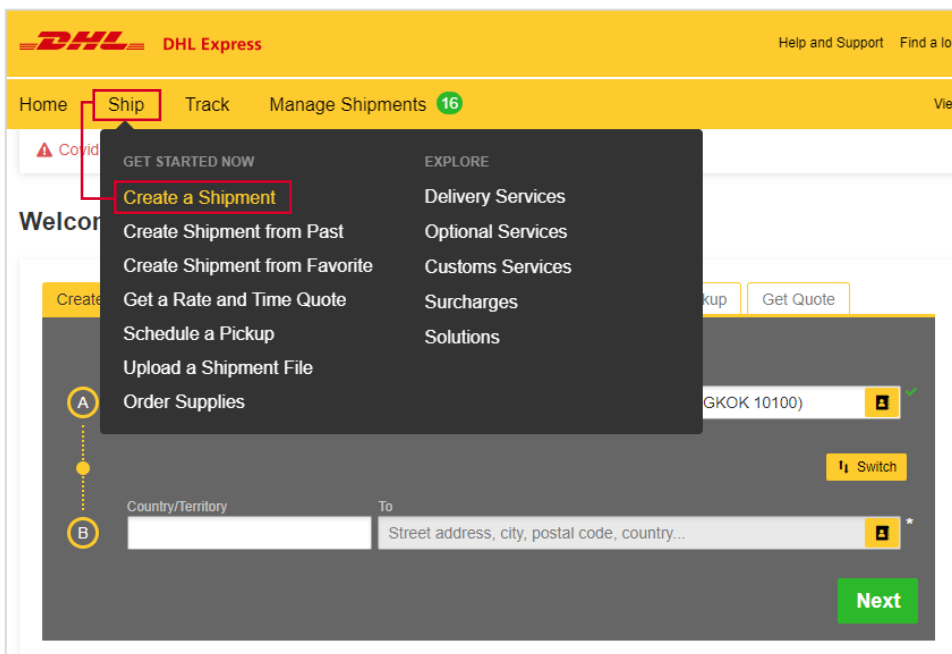 DHL DHL Express Help and Support Find a lo
Home Ship Track Manage Shipments 16 Vie
Covid
GET STARTED NOW
Create a Shipment
Create Shipment from Past
Create Shipment from Favorite
Get a Rate and Time Quote
Schedule a Pickup
Upload a Shipment File
Order Supplies
EXPLORE
Delivery Services
Optional Services
Customs Services
Surcharges
Solutions
Welcor
Create kup Get Quote
A GKOK 10100)
Switch
Country/Territory To
B Street address, city, postal code, country... *
Next